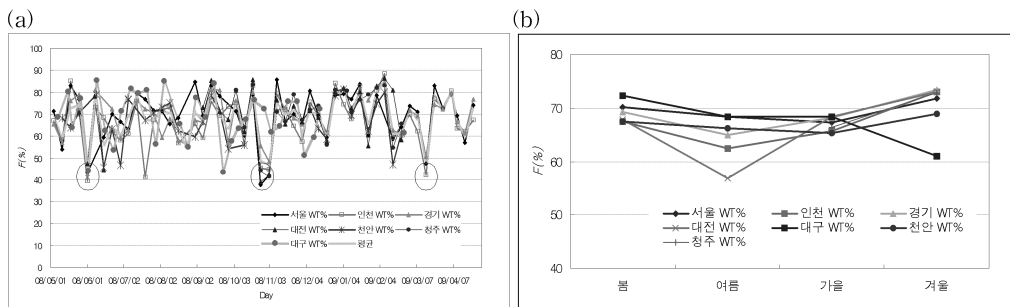 (a)
(b)
100
90
80
70
60
50
40
30
20
10
0
F(%)
08/05/01 08/06/01 08/07/02 08/08/02 08/09/02 08/10/03 08/11/03 08/12/04 09/01/04 09/02/04 09/03/07 09/04/07
Day
서울 WT% 인천 WT% 경기 WT%
대전 WT% 천안 WT% 청주 WT%
대구 WT% 평균
80
70
60
50
40
F(%)
봄 여름 가을 겨울
서울 WT% 인천 WT% 경기 WT%
대전 WT% 대구 WT% 천안 WT%
청주 WT%